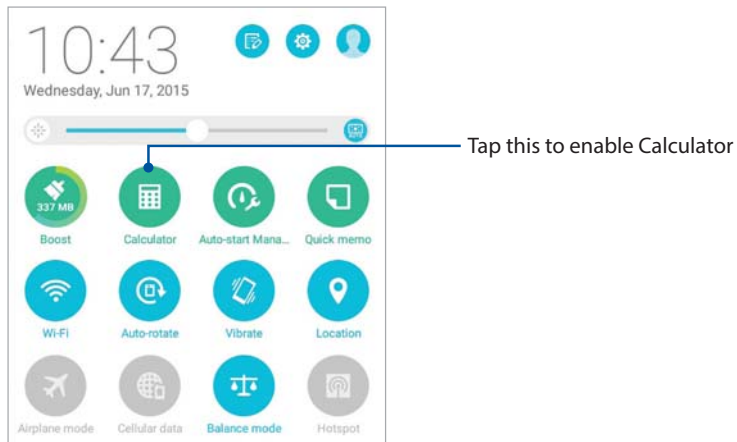 10:43
Wednesday, Jun 17, 2015
AUTO
Tap this to enable Calculator
337 MB
Boost Calculator Auto-start Mana... Quick memo
Wi-Fi Auto-rotate Vibrate Location
Airplane mode Cellular data Balance mode Hotspot